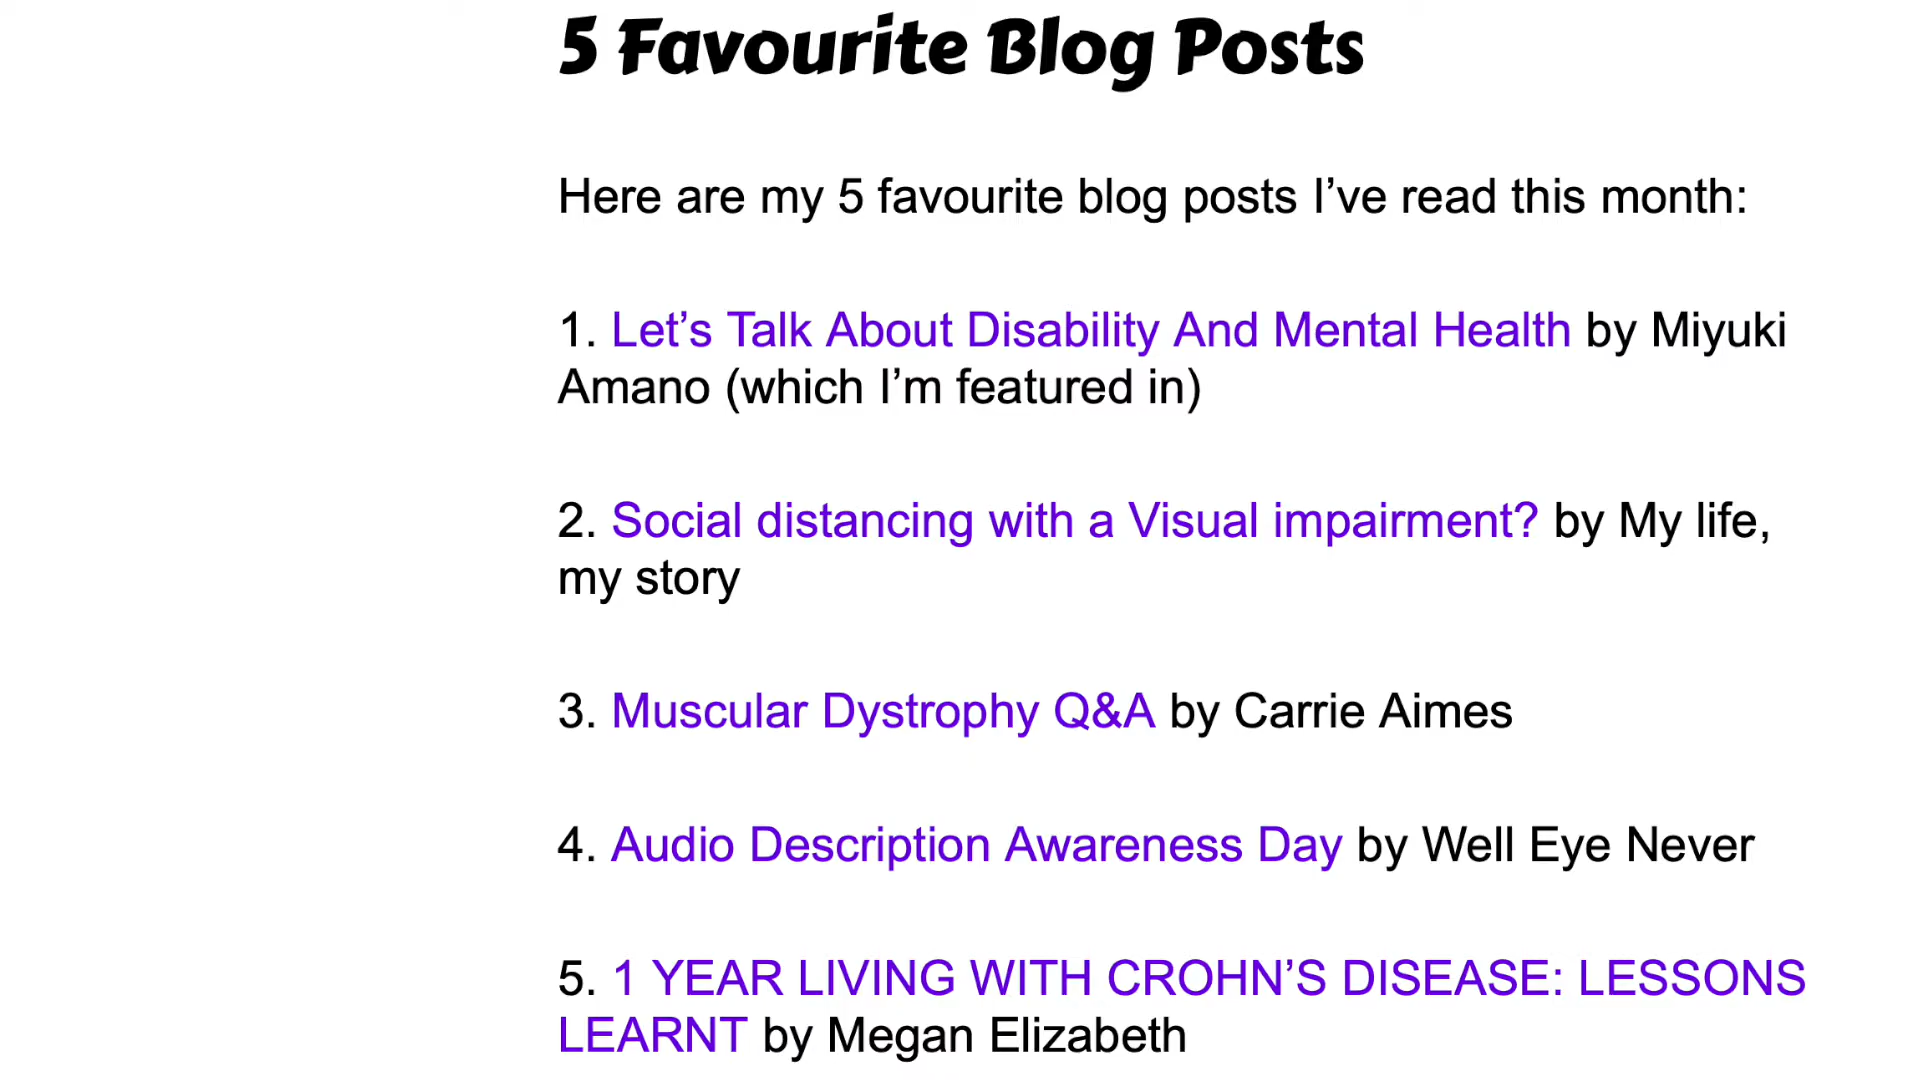 5 Favourite Blog Posts
Here are my 5 favourite blog posts I’ve read this month:
1. Let’s Talk About Disability And Mental Health by Miyuki
Amano (which I’m featured in)
2. Social distancing with a Visual impairment? by My life,
my story
3. Muscular Dystrophy Q&A by Carrie Aimes
4. Audio Description Awareness Day by Well Eye Never
5. 1 YEAR LIVING WITH CROHN’S DISEASE: LESSONS
LEARNT by Megan Elizabeth